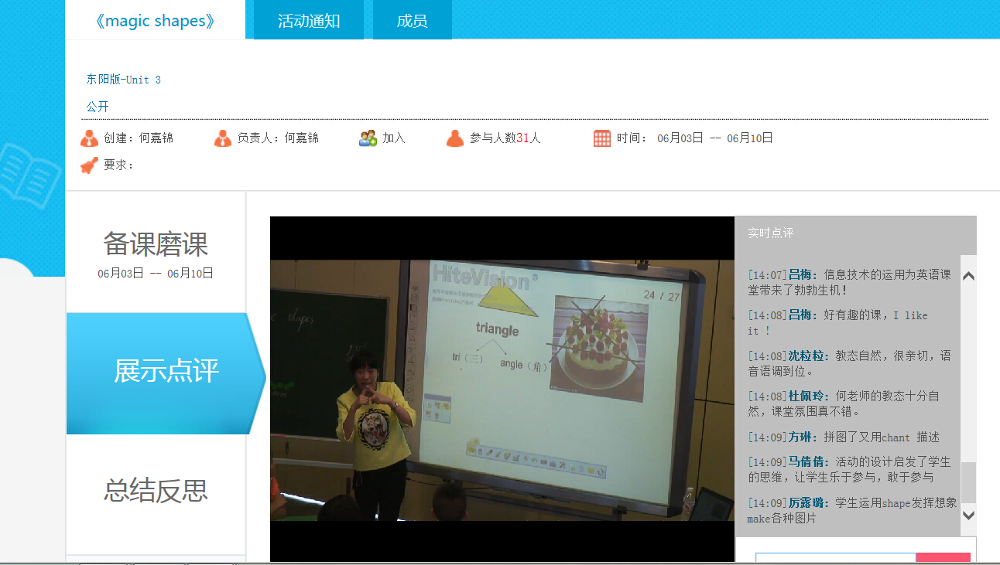 《magic shapes》 活动通知 成员
东阳版-Unit 3
公开
创建：何嘉锦 负责人：何嘉锦 加入 参与人数31人 时间： 06月03日 -- 06月10日
要求：
备课磨课
06月03日 -- 06月10日
展示点评
总结反思
HiteVision®
24 / 27
triangle
tri（三） angle（角）
shapes
实时点评
[14:07]吕梅：信息技术的运用为英语课
堂带来了勃勃生机！
[14:08]吕梅：好有趣的课，I like
it ！
[14:08]沈粒粒：教态自然，很亲切，语
音语调到位。
[14:08]杜佩玲：何老师的教态十分自
然，课堂氛围真不错。
[14:09]方琳：拼图了又用chant 描述
[14:09]马倩倩：活动的设计启发了学生
的思维，让学生乐于参与，敢于参与
[14:09]厉露璐：学生运用shape发挥想象
make各种图片